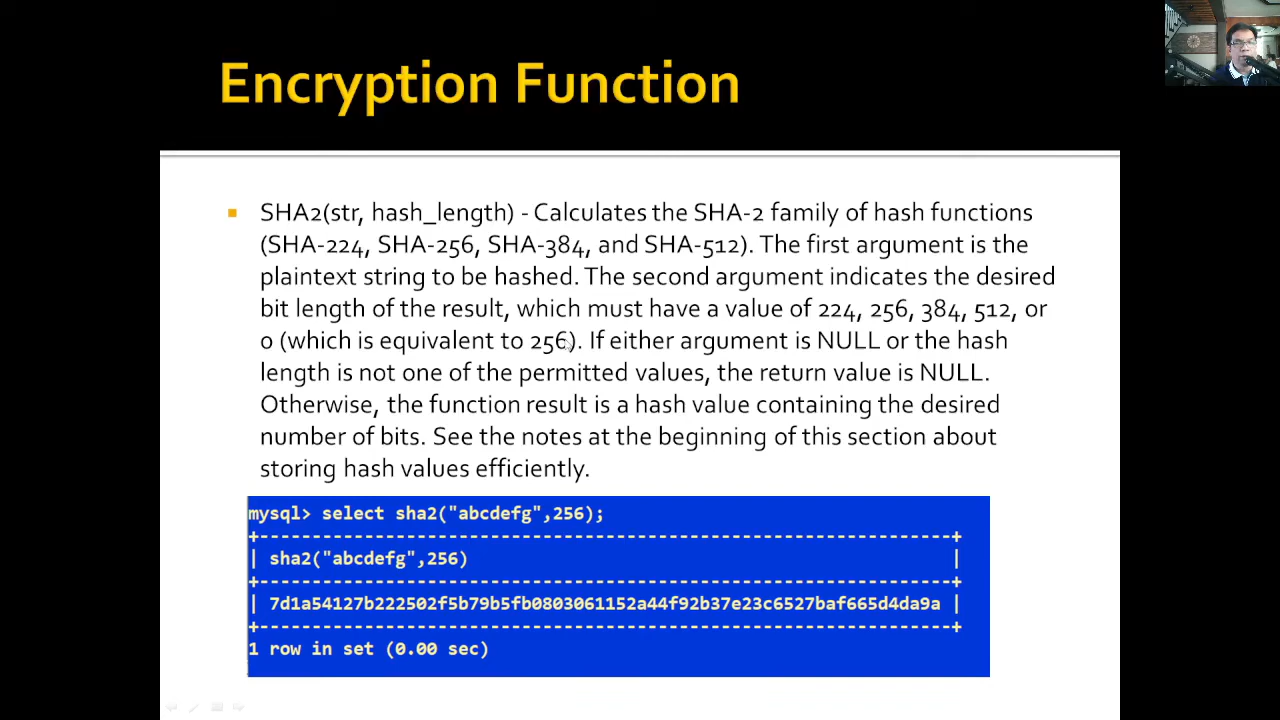 Encryption Function
SHA2(str, hash_length) - Calculates the SHA-2 family of hash functions
(SHA-224, SHA-256, SHA-384, and SHA-512). The first argument is the
plaintext string to be hashed. The second argument indicates the desired
bit length of the result, which must have a value of 224, 256, 384, 512, or
0 (which is equivalent to 256). If either argument is NULL or the hash
length is not one of the permitted values, the return value is NULL.
Otherwise, the function result is a hash value containing the desired
number of bits. See the notes at the beginning of this section about
storing hash values efficiently.
mysql> select sha2("abcdefg",256);
+------------------------------------------------------------------+
| sha2("abcdefg",256) |
+------------------------------------------------------------------+
| 7d1a54127b222502f5b79b5fb0803061152a44f92b37e23c6527baf665d4da9a |
+------------------------------------------------------------------+
1 row in set (0.00 sec)